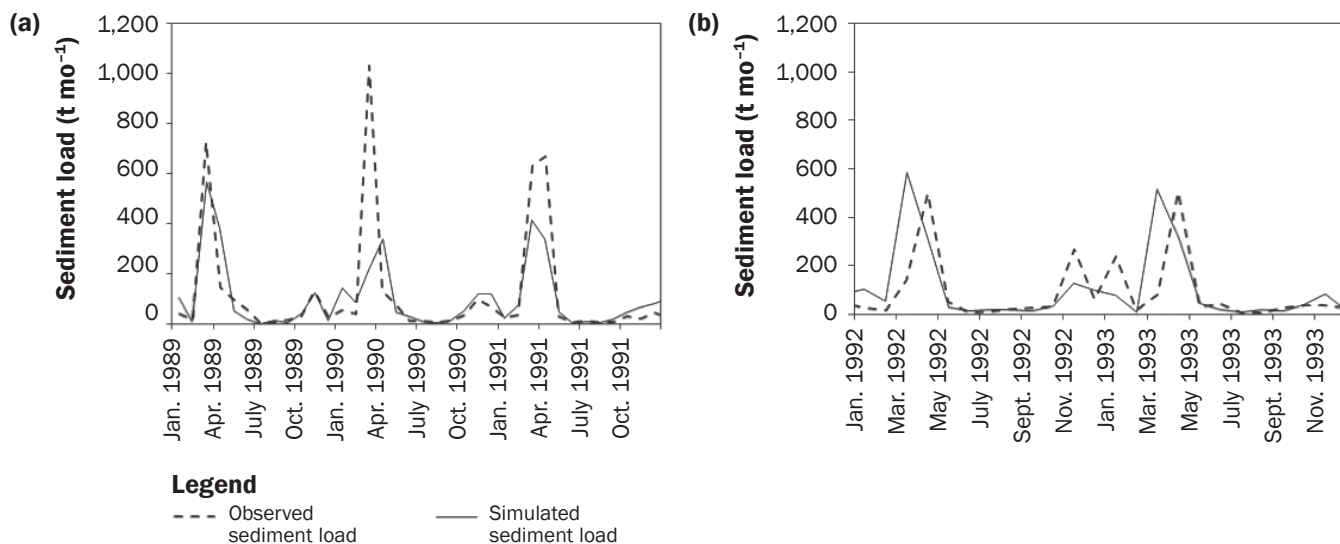 (a)
Sediment load (t mo⁻¹)
1,200
1,000
800
600
400
200
0
Jan. 1989
Apr. 1989
July 1989
Oct. 1989
Jan. 1990
Apr. 1990
July 1990
Oct. 1990
Jan. 1991
Apr. 1991
July 1991
Oct. 1991
(b)
Sediment load (t mo⁻¹)
1,200
1,000
800
600
400
200
0
Jan. 1992
Mar. 1992
May 1992
July 1992
Sept. 1992
Nov. 1992
Jan. 1993
Mar. 1993
May 1993
July 1993
Sept. 1993
Nov. 1993
Legend
Observed
sediment load
Simulated
sediment load